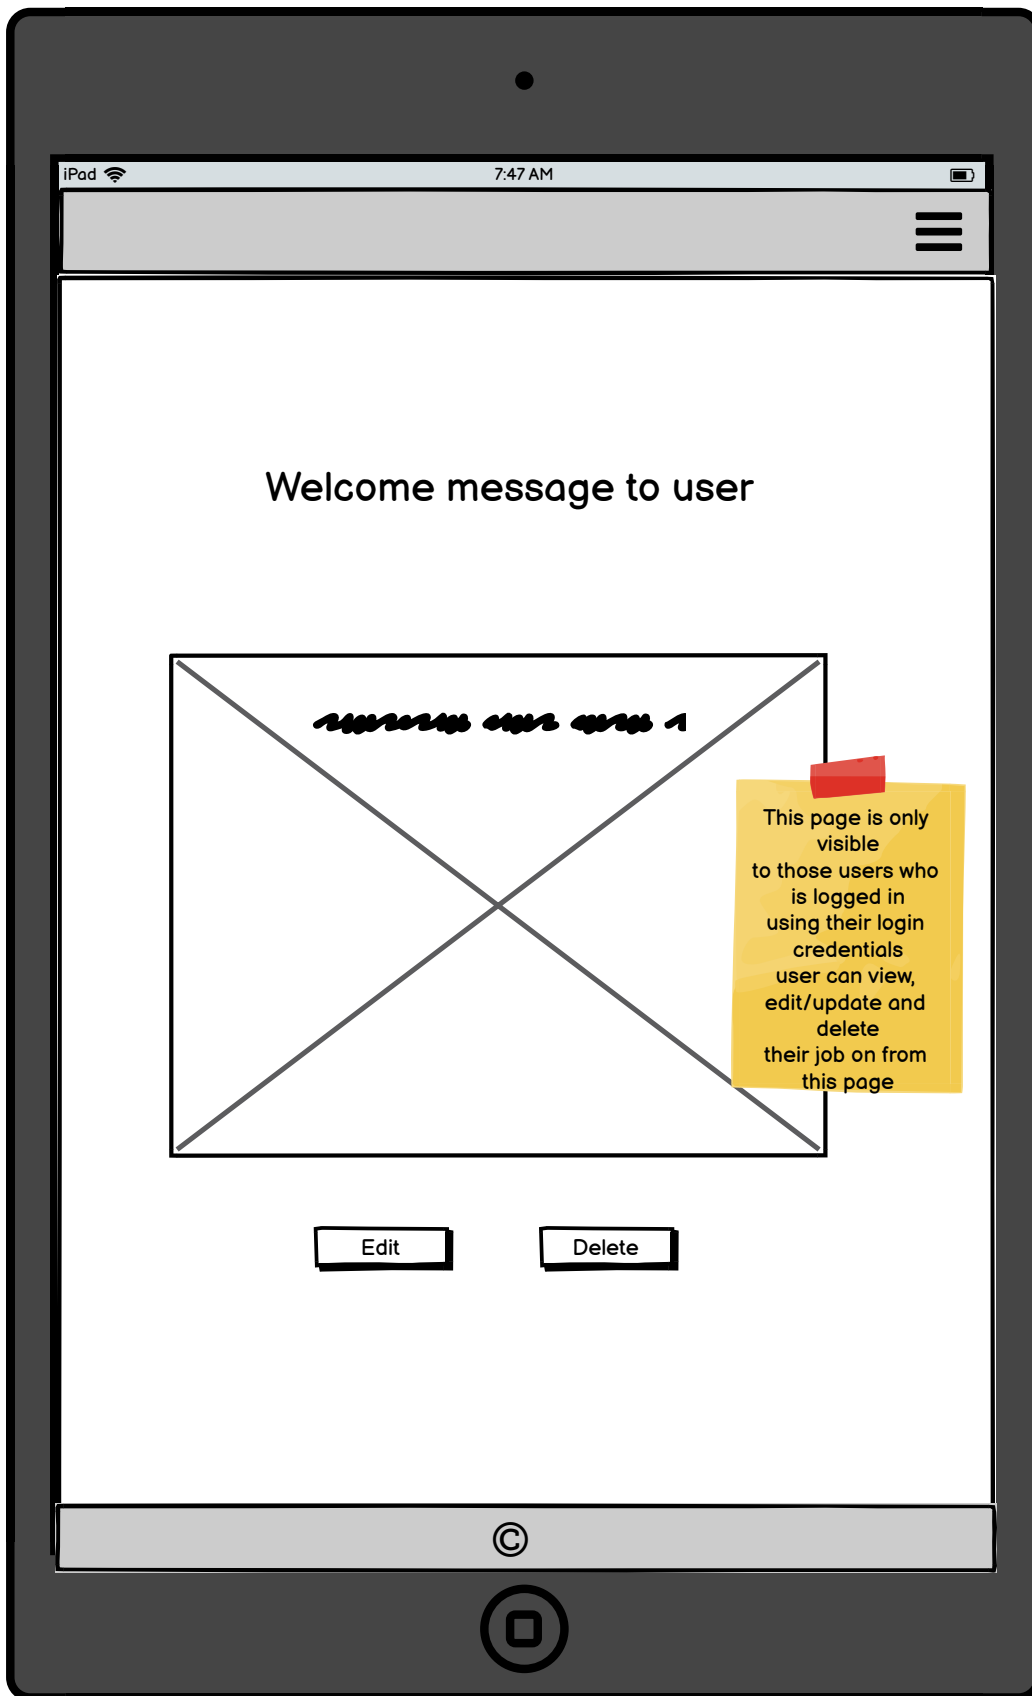 iPad 7:47 AM
Welcome message to user
This page is only
visible
to those users who
is logged in
using their login
credentials
user can view,
edit/update and
delete
their job on from
this page
Edit
Delete
©